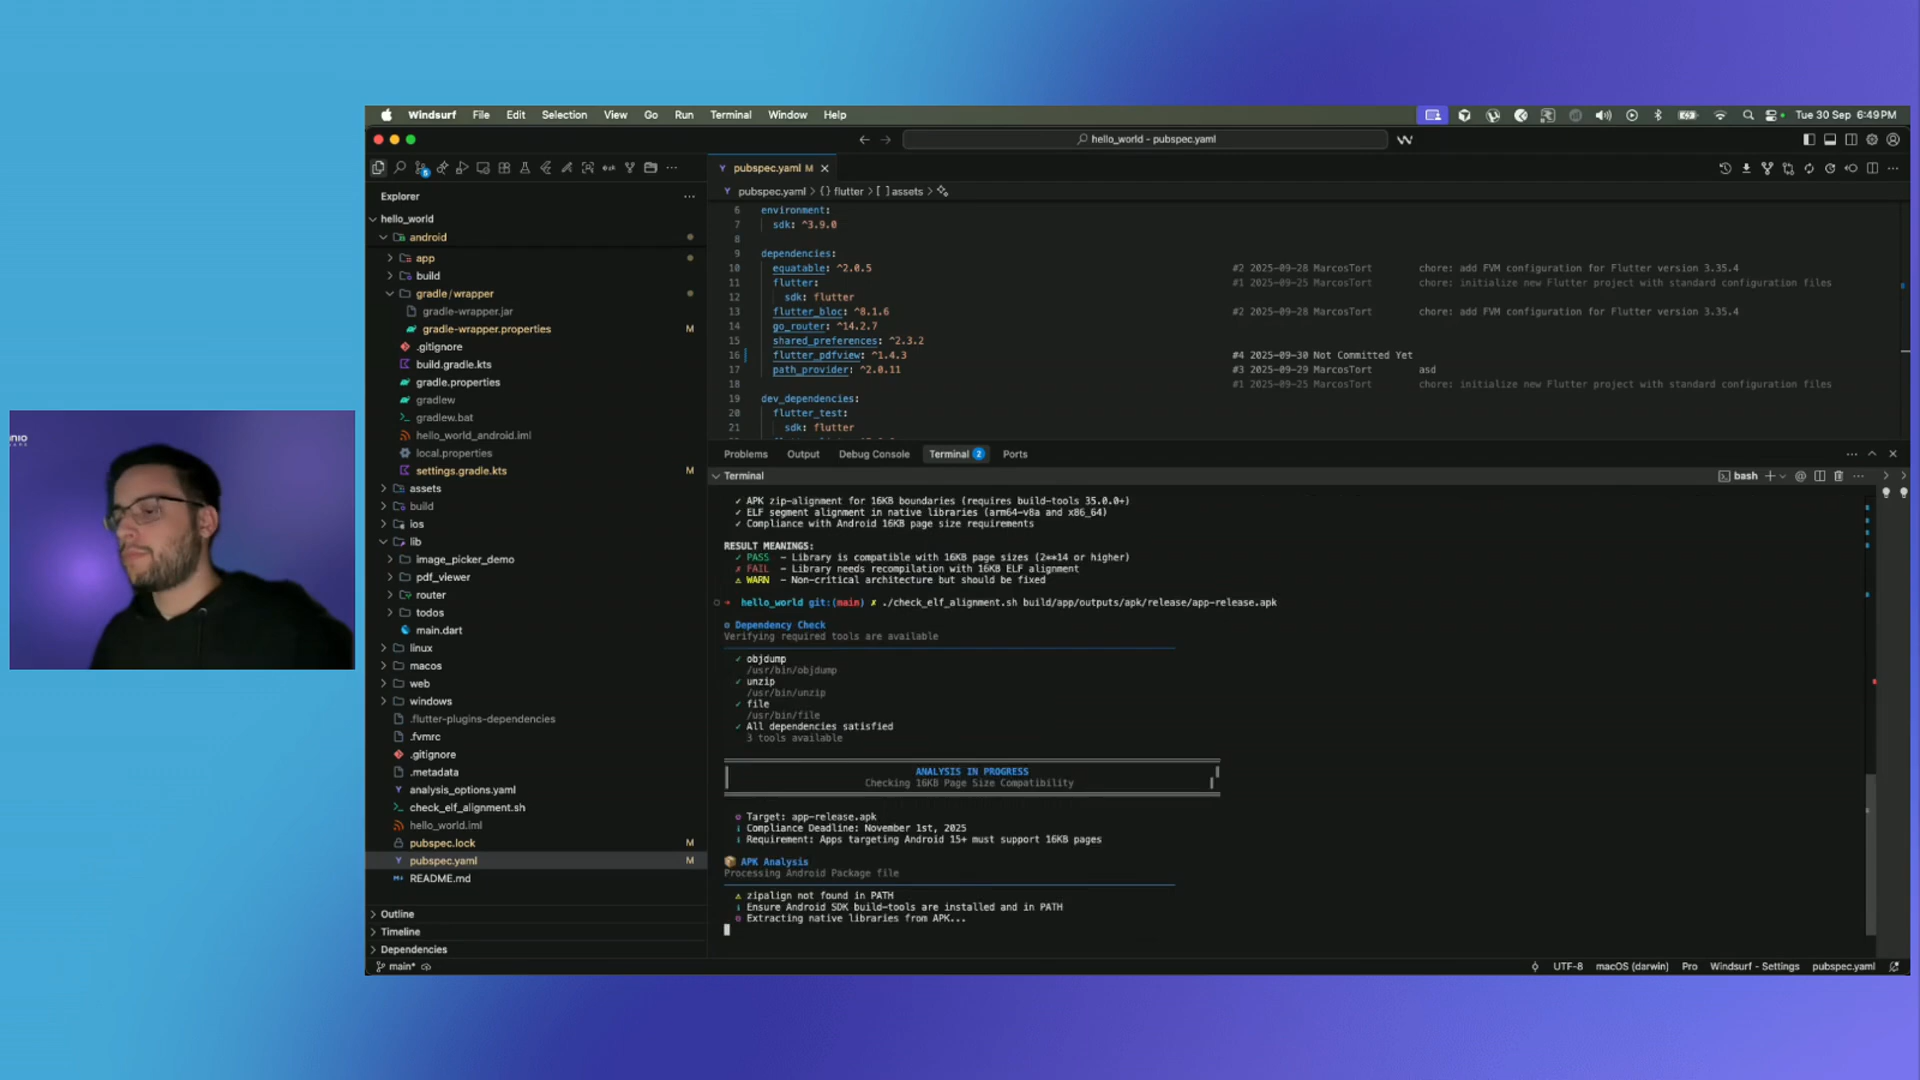 Windsurf File Edit Selection View Go Run Terminal Window Help
Tue 30 Sep 6:49PM
hello_world - pubspec.yaml
Explorer
hello_world
android
app
build
gradle/wrapper
gradle-wrapper.jar
gradle-wrapper.properties M
.gitignore
build.gradle.kts
gradle.properties
gradlew
gradlew.bat
hello_world_android.iml
local.properties
settings.gradle.kts M
assets
build
ios
lib
image_picker_demo
pdf_viewer
router
todos
main.dart
linux
macos
web
windows
.flutter-plugins-dependencies
.fvmrc
.gitignore
.metadata
analysis_options.yaml
check_elf_alignment.sh
hello_world.iml
pubspec.lock M
pubspec.yaml M
README.md
Outline
Timeline
Dependencies
main*
pubspec.yaml M
pubspec.yaml > {} flutter > [ ] assets >
6 environment:
7 sdk: ^3.9.0
8
9 dependencies:
10 equatable: ^2.0.5 #2 2025-09-28 MarcosTort chore: add FVM configuration for Flutter version 3.35.4
11 flutter: #1 2025-09-25 MarcosTort chore: initialize new Flutter project with standard configuration files
12 sdk: flutter
13 flutter_bloc: ^8.1.6 #2 2025-09-28 MarcosTort chore: add FVM configuration for Flutter version 3.35.4
14 go_router: ^14.2.7
15 shared_preferences: ^2.3.2
16 flutter_pdfview: ^1.4.3 #4 2025-09-30 Not Committed Yet
17 path_provider: ^2.0.11 #3 2025-09-29 MarcosTort asd
18 #1 2025-09-25 MarcosTort chore: initialize new Flutter project with standard configuration files
19 dev_dependencies:
20 flutter_test:
21 sdk: flutter
Problems Output Debug Console Terminal 2 Ports
Terminal
bash
✓ APK zip-alignment for 16KB boundaries (requires build-tools 35.0.0+)
✓ ELF segment alignment in native libraries (arm64-v8a and x86_64)
✓ Compliance with Android 16KB page size requirements
RESULT MEANINGS:
✓ PASS - Library is compatible with 16KB page sizes (2**14 or higher)
✗ FAIL - Library needs recompilation with 16KB ELF alignment
⚠ WARN - Non-critical architecture but should be fixed
hello_world git:(main) ✗ ./check_elf_alignment.sh build/app/outputs/apk/release/app-release.apk
Dependency Check
Verifying required tools are available
✓ objdump
/usr/bin/objdump
✓ unzip
/usr/bin/unzip
✓ file
/usr/bin/file
✓ All dependencies satisfied
3 tools available
ANALYSIS IN PROGRESS
Checking 16KB Page Size Compatibility
Target: app-release.apk
Compliance Deadline: November 1st, 2025
Requirement: Apps targeting Android 15+ must support 16KB pages
APK Analysis
Processing Android Package file
⚠ zipalign not found in PATH
Ensure Android SDK build-tools are installed and in PATH
Extracting native libraries from APK...
UTF-8 macOS (darwin) Pro Windsurf - Settings pubspec.yaml